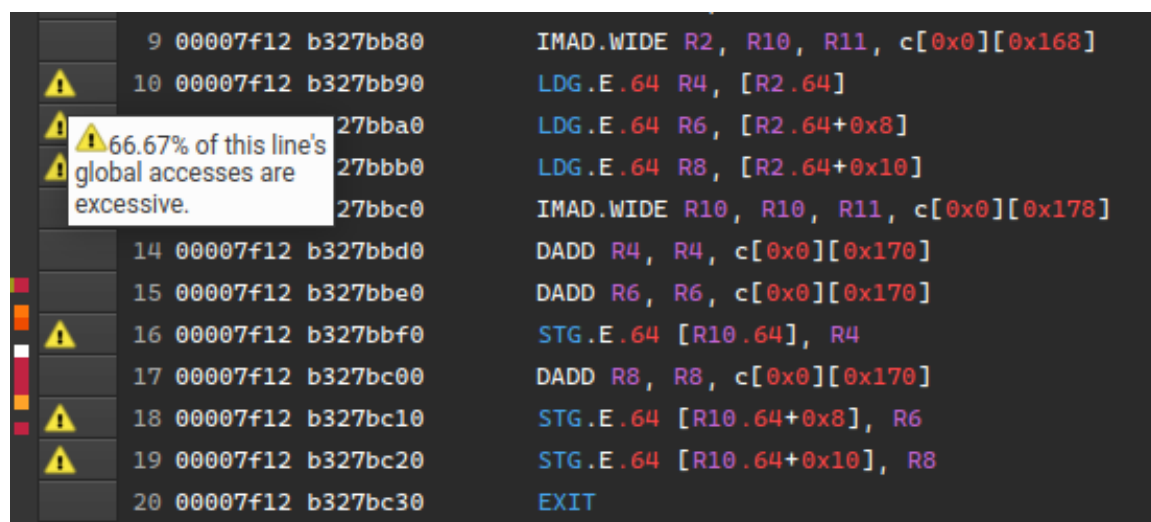 9 00007f12 b327bb80 IMAD.WIDE R2, R10, R11, c[0x0][0x168]
10 00007f12 b327bb90 LDG.E.64 R4, [R2.64]
27bba0 LDG.E.64 R6, [R2.64+0x8]
66.67% of this line's
global accesses are
excessive.
27bbb0 LDG.E.64 R8, [R2.64+0x10]
27bbc0 IMAD.WIDE R10, R10, R11, c[0x0][0x178]
14 00007f12 b327bbd0 DADD R4, R4, c[0x0][0x170]
15 00007f12 b327bbe0 DADD R6, R6, c[0x0][0x170]
16 00007f12 b327bbf0 STG.E.64 [R10.64], R4
17 00007f12 b327bc00 DADD R8, R8, c[0x0][0x170]
18 00007f12 b327bc10 STG.E.64 [R10.64+0x8], R6
19 00007f12 b327bc20 STG.E.64 [R10.64+0x10], R8
20 00007f12 b327bc30 EXIT